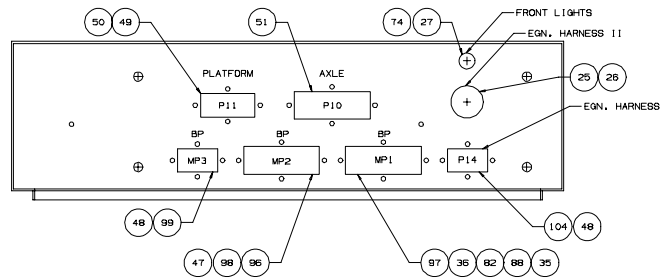 50 49 51 74 27 FRONT LIGHTS
EGN. HARNESS II
PLATFORM AXLE 25 26
P11 P10
EGN. HARNESS
BP BP BP
MP3 MP2 MP1 P14
48 99 104 48
47 98 96 97 36 82 88 35